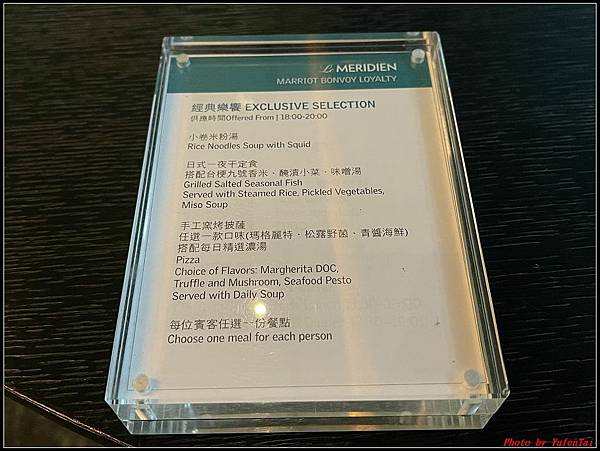 Le MERIDIEN
MARRIOT BONVOY LOYALTY
經典樂饗 EXCLUSIVE SELECTION
供應時間Offered From | 18:00-20:00
小卷米粉湯
Rice Noodles Soup with Squid
日式一夜干定食
搭配台梗九號香米、醃漬小菜、味噌湯
Grilled Salted Seasonal Fish
Served with Steamed Rice, Pickled Vegetables,
Miso Soup
手工窯烤披薩
任選一款口味(瑪格麗特、松露野菌、青醬海鮮)
搭配每日精選濃湯
Pizza
Choice of Flavors: Margherita DOC,
Truffle and Mushroom, Seafood Pesto
Served with Daily Soup
每位賓客任選一份餐點
Choose one meal for each person
Photo by YufenTai